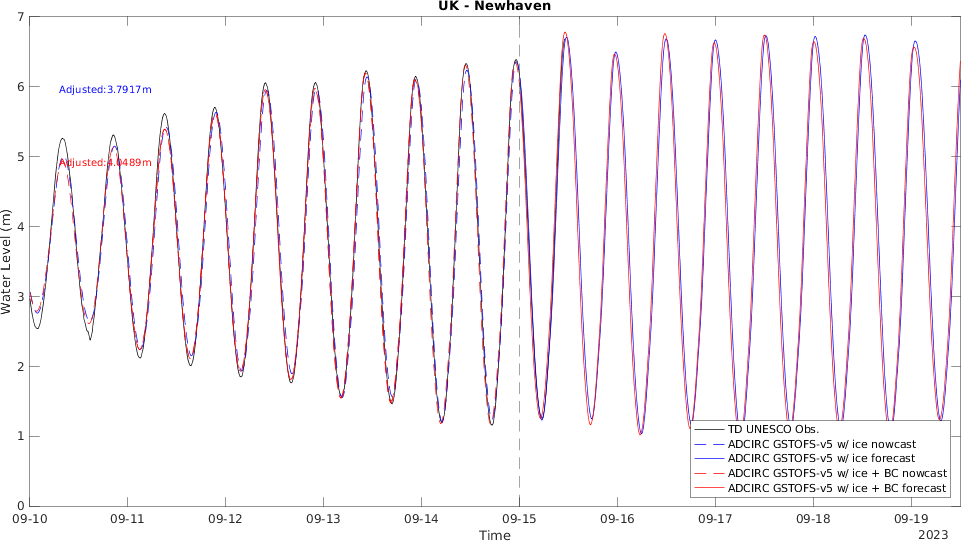 UK - Newhaven
7
6
5
4
3
2
1
0
Water Level (m)
Adjusted:3.7917m
Adjusted:4.0489m
TD UNESCO Obs.
ADCIRC GSTOFS-v5 w/ ice nowcast
ADCIRC GSTOFS-v5 w/ ice forecast
ADCIRC GSTOFS-v5 w/ ice + BC nowcast
ADCIRC GSTOFS-v5 w/ ice + BC forecast
09-10 09-11 09-12 09-13 09-14 09-15 09-16 09-17 09-18 09-19
Time
2023